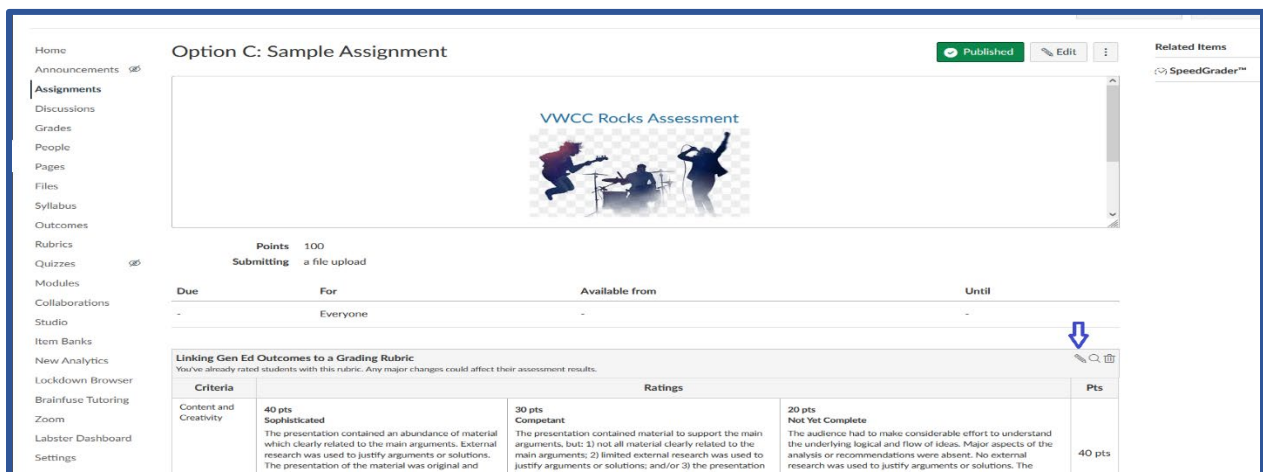 Home
Announcements
Assignments
Discussions
Grades
People
Pages
Files
Syllabus
Outcomes
Rubrics
Quizzes
Modules
Collaborations
Studio
Item Banks
New Analytics
Lockdown Browser
Brainfuse Tutoring
Zoom
Labster Dashboard
Settings
Option C: Sample Assignment
Published
Edit
VWCC Rocks Assessment
Points 100
Submitting a file upload
Due For Available from Until
- Everyone - -
Linking Gen Ed Outcomes to a Grading Rubric
You've already rated students with this rubric. Any major changes could affect their assessment results.
Criteria Ratings Pts
Content and
Creativity
40 pts
Sophisticated
The presentation contained an abundance of material
which clearly related to the main arguments. External
research was used to justify arguments or solutions.
The presentation of the material was original and
30 pts
Competant
The presentation contained material to support the main
arguments, but: 1) not all material clearly related to the
main arguments; 2) limited external research was used to
justify arguments or solutions; and/or 3) the presentation
20 pts
Not Yet Complete
The audience had to make considerable effort to understand
the underlying logical and flow of ideas. Major aspects of the
analysis or recommendations were absent. No external
research was used to justify arguments or solutions. The
40 pts
Related Items
SpeedGrader™